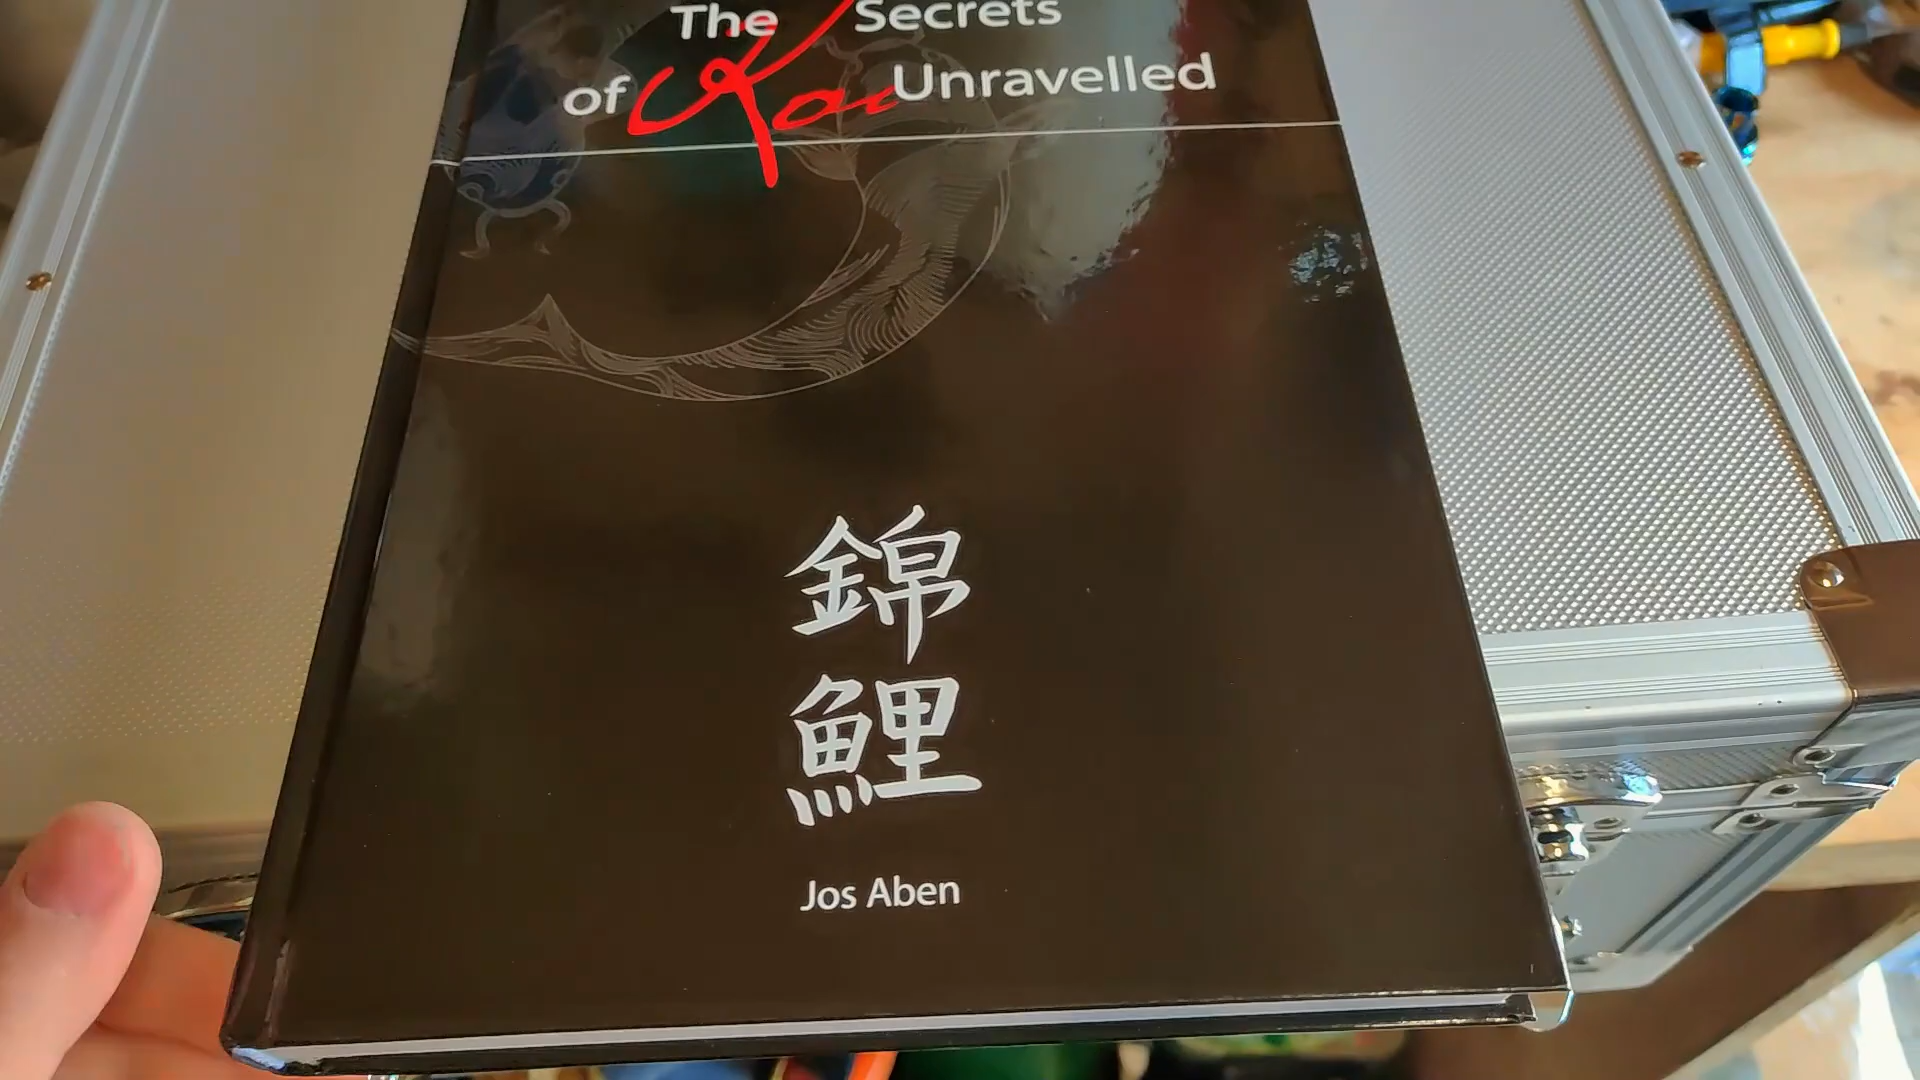 The Secrets
of Koi Unravelled
錦
鯉
Jos Aben